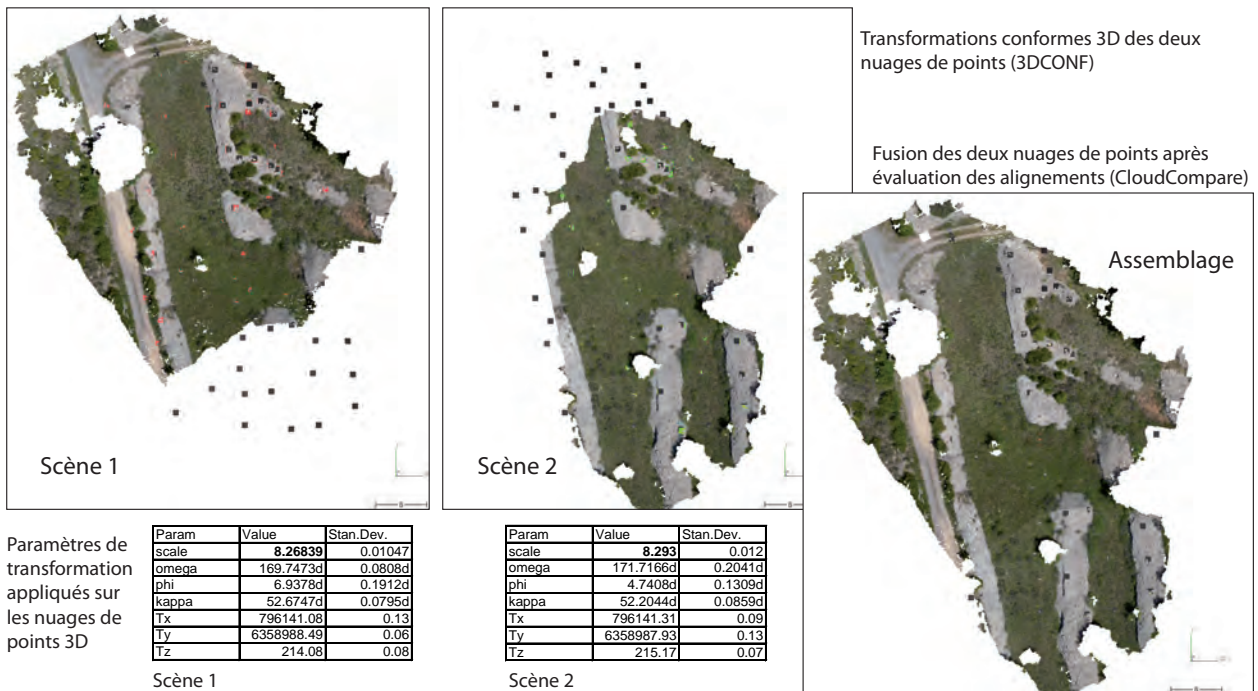 Transformations conformes 3D des deux
nuages de points (3DCONF)
Fusion des deux nuages de points après
évaluation des alignements (CloudCompare)
Assemblage
Scène 1
Scène 2
Paramètres de
transformation
appliqués sur
les nuages de
points 3D
Param Value Stan.Dev.
scale 8.26839 0.01047
omega 169.7473d 0.0808d
phi 6.9378d 0.1912d
kappa 52.6747d 0.0795d
Tx 796141.08 0.13
Ty 6358988.49 0.06
Tz 214.08 0.08
Scène 1
Param Value Stan.Dev.
scale 8.293 0.012
omega 171.7166d 0.2041d
phi 4.7408d 0.1309d
kappa 52.2044d 0.0859d
Tx 796141.31 0.09
Ty 6358987.93 0.13
Tz 215.17 0.07
Scène 2